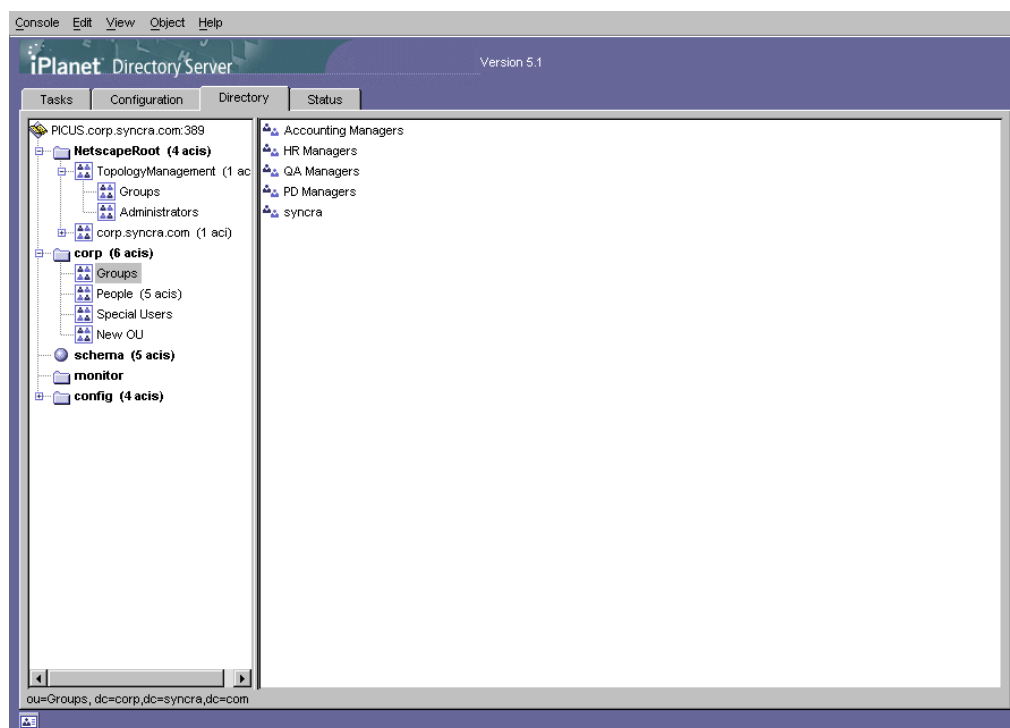 Console Edit View Object Help
iPlanet Directory Server
Version 5.1
Tasks Configuration Directory Status
PICUS.corp.syncra.com:389
NetscapeRoot (4 acis)
TopologyManagement (1 ac
Groups
Administrators
corp.syncra.com (1 aci)
corp (6 acis)
Groups
People (5 acis)
Special Users
New OU
schema (5 acis)
monitor
config (4 acis)
Accounting Managers
HR Managers
QA Managers
PD Managers
syncra
ou=Groups, dc=corp,dc=syncra,dc=com